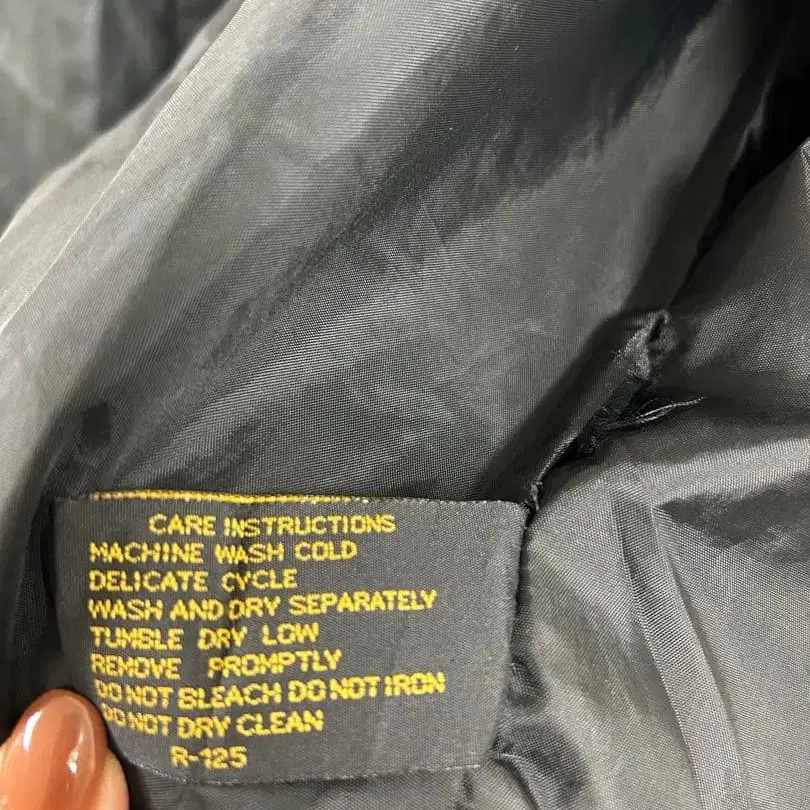 CARE INSTRUCTIONS
MACHINE WASH COLD
DELICATE CYCLE
WASH AND DRY SEPARATELY
TUMBLE DRY LOW
REMOVE PROMPTLY
DO NOT BLEACH DO NOT IRON
DO NOT DRY CLEAN
R-125